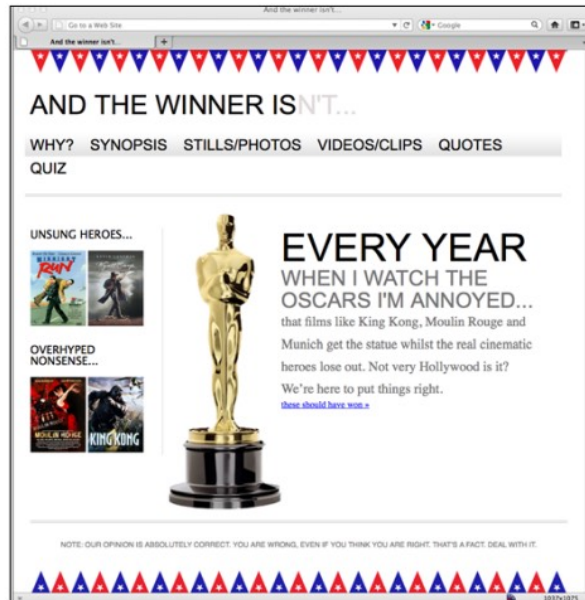 And the winner isn't...
Go to a Web Site
Google
And the winner isn't...
AND THE WINNER ISN'T...
WHY? SYNOPSIS STILLS/PHOTOS VIDEOS/CLIPS QUOTES
QUIZ
UNSUNG HEROES...
MIDNIGHT
RUN
OVERHYPED
NONSENSE...
MOULIN ROUGE
KING KONG
EVERY YEAR
WHEN I WATCH THE
OSCARS I'M ANNOYED...
that films like King Kong, Moulin Rouge and
Munich get the statue whilst the real cinematic
heroes lose out. Not very Hollywood is it?
We're here to put things right.
these should have won »
NOTE: OUR OPINION IS ABSOLUTELY CORRECT. YOU ARE WRONG, EVEN IF YOU THINK YOU ARE RIGHT. THAT'S A FACT. DEAL WITH IT.
1037x1075